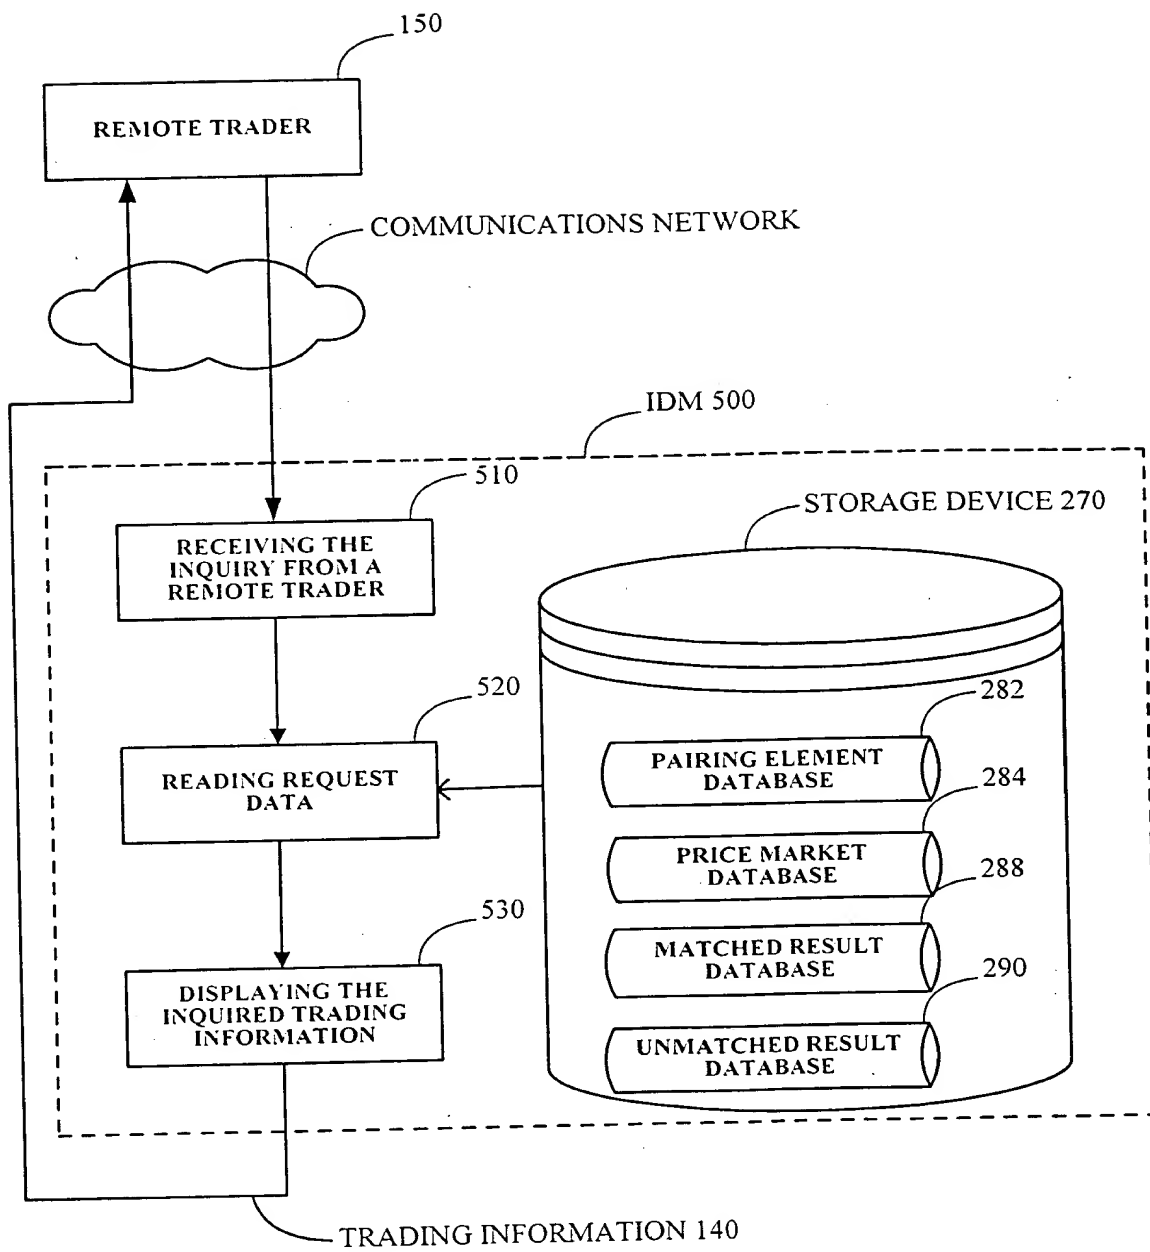 150
REMOTE TRADER
COMMUNICATIONS NETWORK
IDM 500
510
STORAGE DEVICE 270
RECEIVING THE
INQUIRY FROM A
REMOTE TRADER
520
282
READING REQUEST
DATA
PAIRING ELEMENT
DATABASE
284
PRICE MARKET
DATABASE
288
530
MATCHED RESULT
DATABASE
290
DISPLAYING THE
INQUIRED TRADING
INFORMATION
UNMATCHED RESULT
DATABASE
TRADING INFORMATION 140